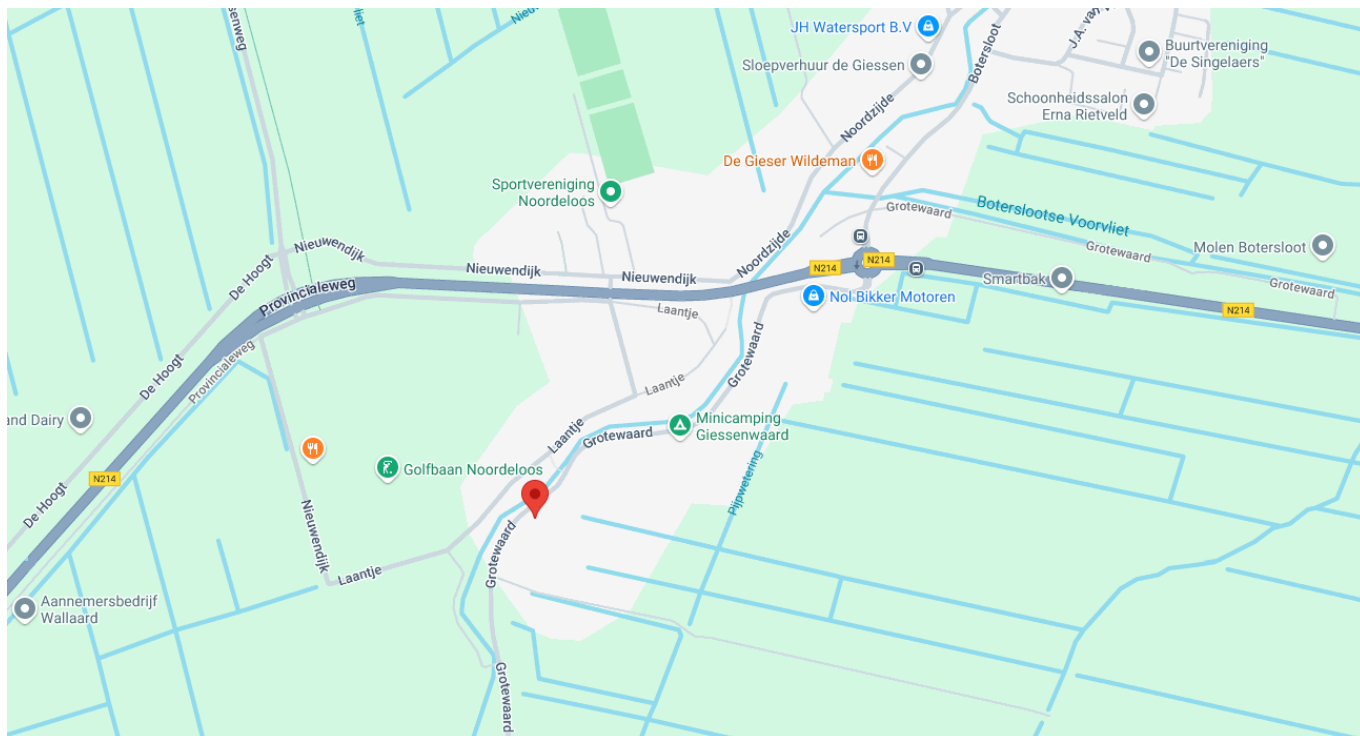 JH Watersport B.V
Sloepverhuur de Giessen
Botersloot
Buurtvereniging
"De Singelaers"
Schoonheidssalon
Erna Rietveld
Noordzijde
De Gieser Wildeman
Sportvereniging
Noordeloos
Grotewaard
Boterslootse Voorvliet
Grotewaard
Molen Botersloot
Nieuwendijk
De Hoogt
Nieuwendijk
Nieuwendijk
Noordzijde
N214
N214
Smartbak
Grotewaard
Provincialeweg
Laantje
Nol Bikker Motoren
N214
Provincialeweg
De Hoogt
Grotewaard
Laantje
and Dairy
Minicamping
Giessenwaard
Laantje
Grotewaard
Golfbaan Noordeloos
N214
De Hoogt
Nieuwendijk
Pijpwetering
Grotewaard
Laantje
Aannemersbedrijf
Wallaard
Grotewaard